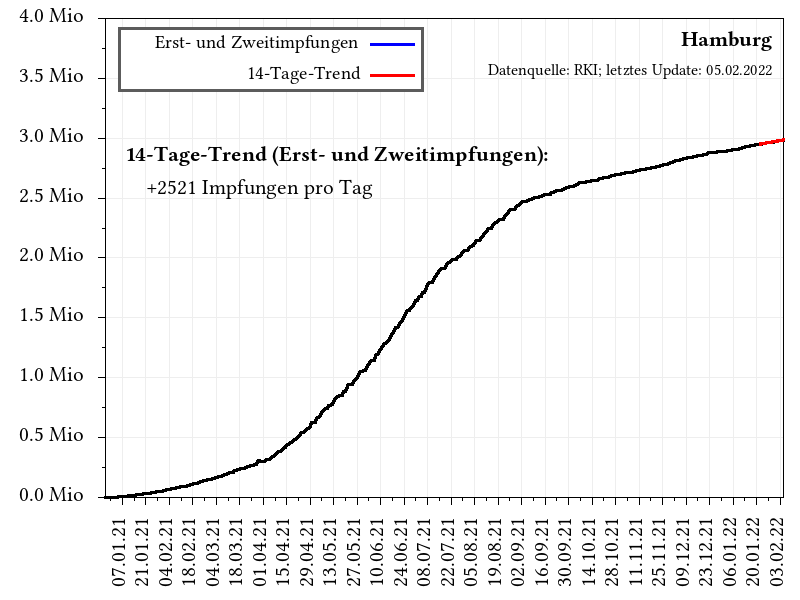 4.0 Mio
3.5 Mio
3.0 Mio
2.5 Mio
2.0 Mio
1.5 Mio
1.0 Mio
0.5 Mio
0.0 Mio
Erst- und Zweitimpfungen
14-Tage-Trend
Hamburg
Datenquelle: RKI; letztes Update: 05.02.2022
14-Tage-Trend (Erst- und Zweitimpfungen):
+2521 Impfungen pro Tag
07.01.21
21.01.21
04.02.21
18.02.21
04.03.21
18.03.21
01.04.21
15.04.21
29.04.21
13.05.21
27.05.21
10.06.21
24.06.21
08.07.21
22.07.21
05.08.21
19.08.21
02.09.21
16.09.21
30.09.21
14.10.21
28.10.21
11.11.21
25.11.21
09.12.21
23.12.21
06.01.22
20.01.22
03.02.22